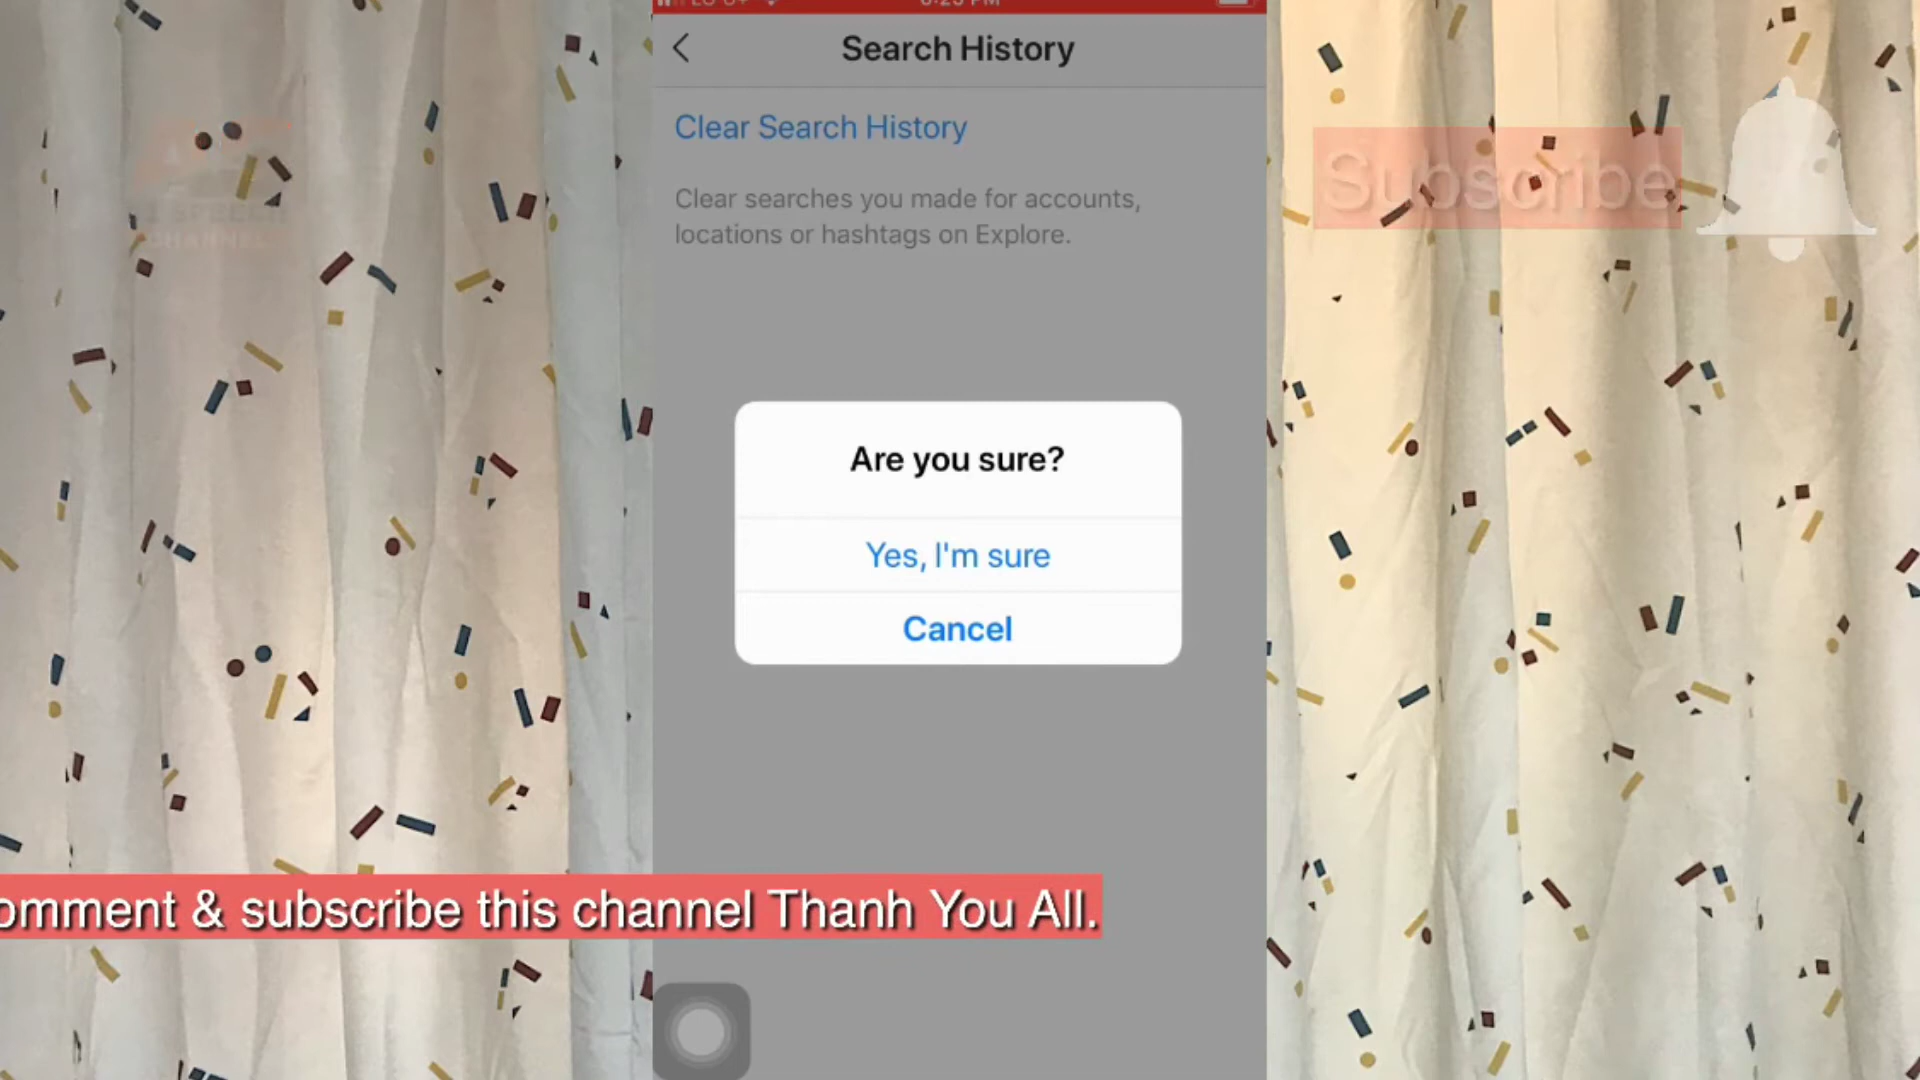 Search History
Clear Search History
Clear searches you made for accounts,
locations or hashtags on Explore.
Subscribe
Are you sure?
Yes, I'm sure
Cancel
omment & subscribe this channel Thanh You All.
CHANNEL